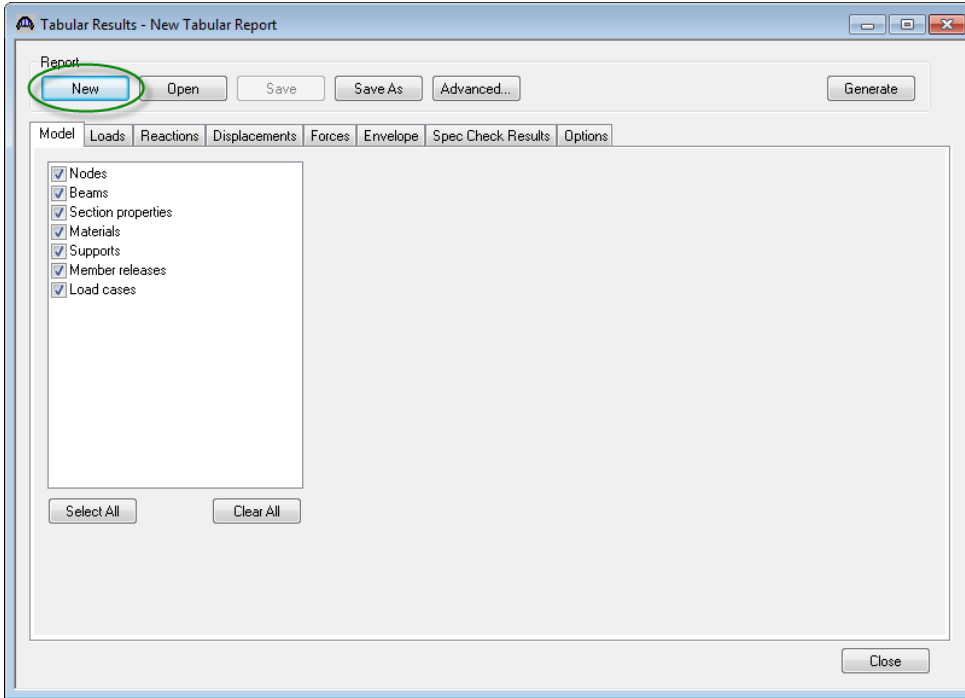 Tabular Results - New Tabular Report
Report
New Open Save Save As Advanced... Generate
Model Loads Reactions Displacements Forces Envelope Spec Check Results Options
Nodes
Beams
Section properties
Materials
Supports
Member releases
Load cases
Select All Clear All
Close